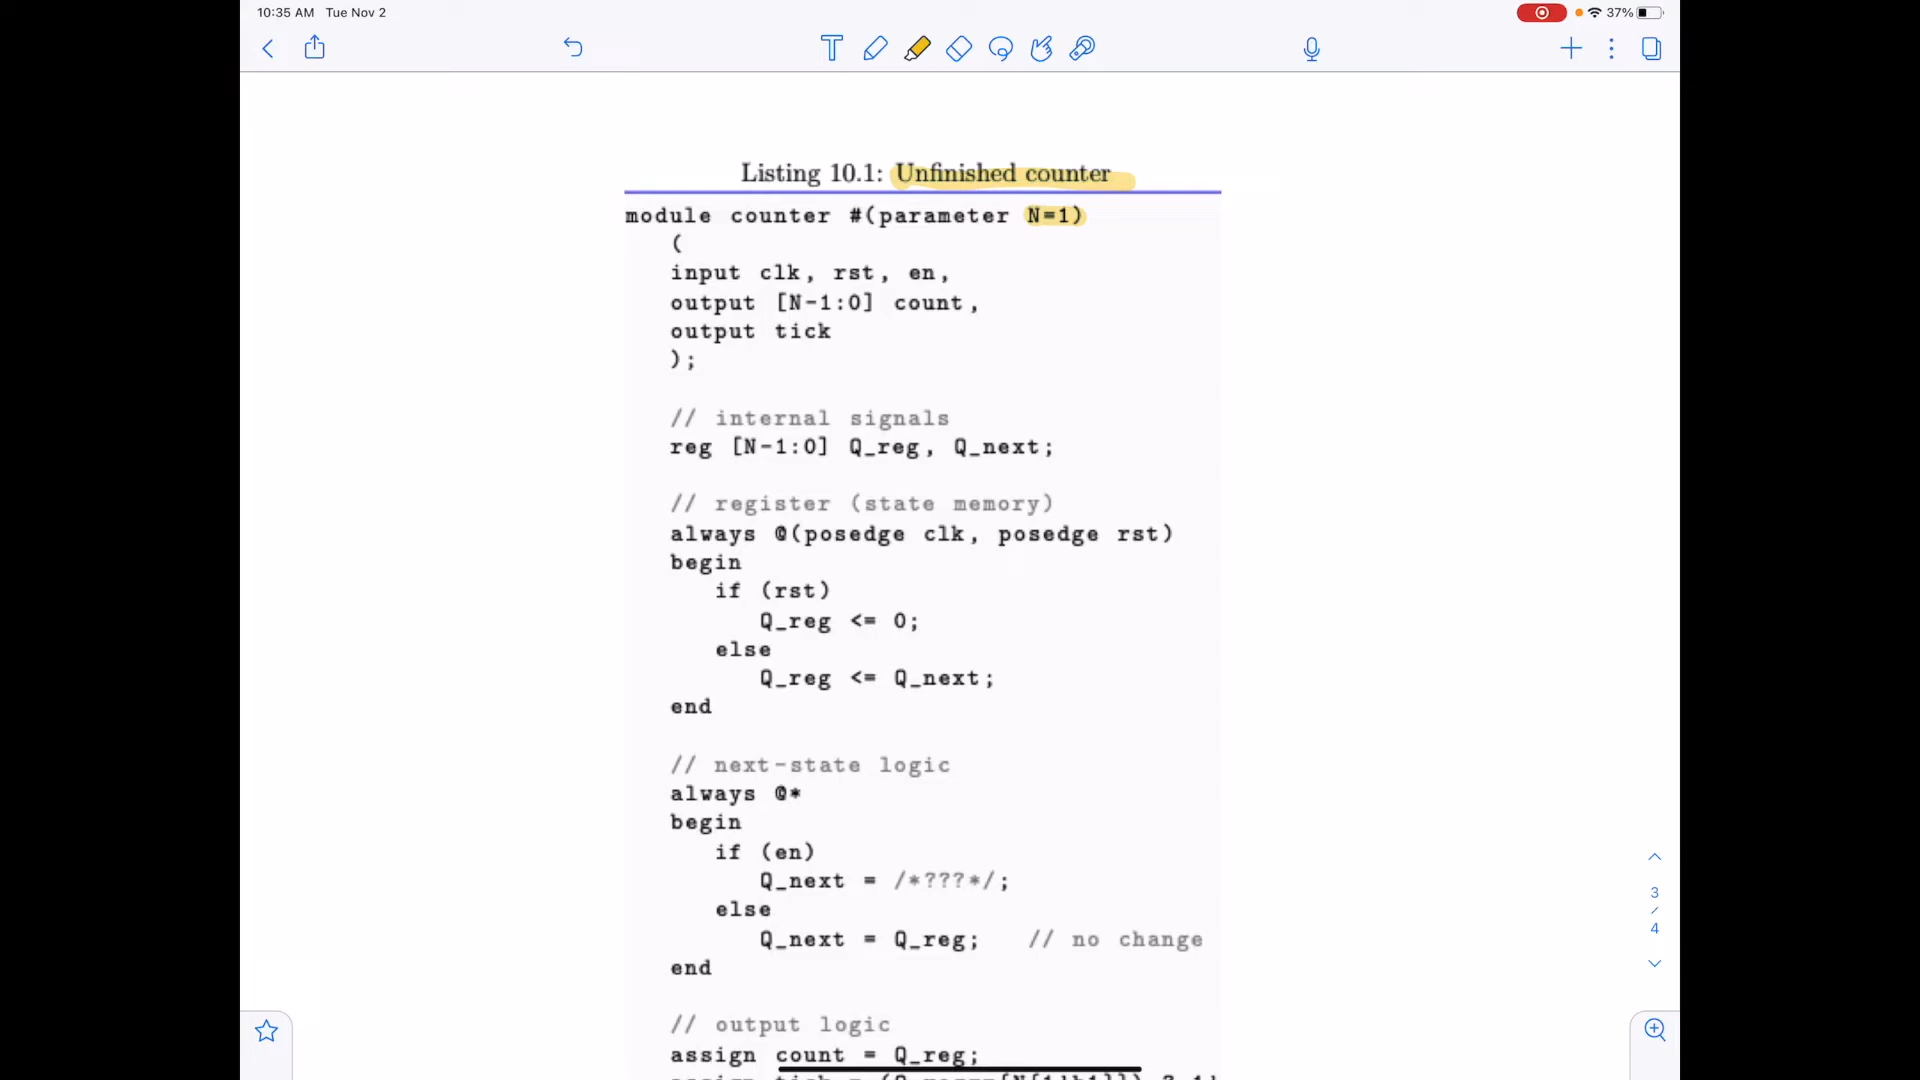 10:35 AM Tue Nov 2
37%
Listing 10.1: Unfinished counter
module counter #(parameter N=1)
(
input clk, rst, en,
output [N-1:0] count,
output tick
);
// internal signals
reg [N-1:0] Q_reg, Q_next;
// register (state memory)
always @(posedge clk, posedge rst)
begin
if (rst)
Q_reg <= 0;
else
Q_reg <= Q_next;
end
// next-state logic
always @*
begin
if (en)
Q_next = /*???*/;
else
Q_next = Q_reg; // no change
end
// output logic
assign count = Q_reg;
3
/
4